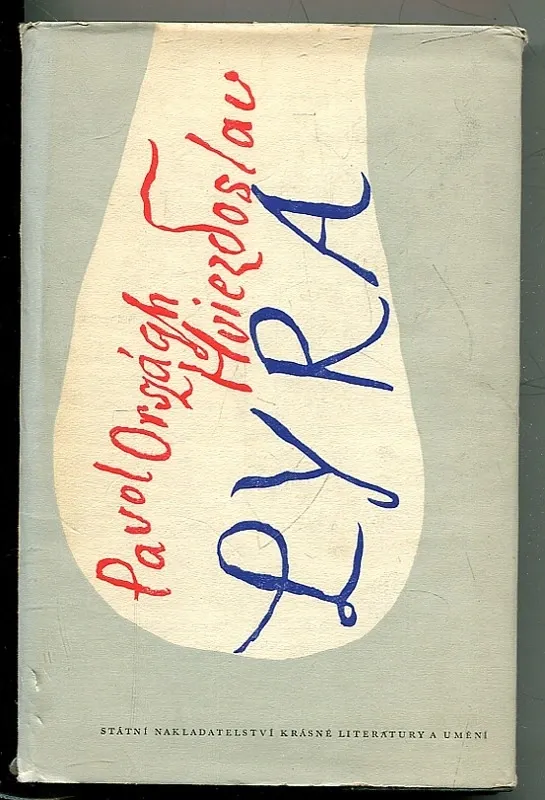 Pavol Országh
Hviezdoslav
LYRA
STÁTNÍ NAKLADATELSTVÍ KRÁSNÉ LITERATURY A UMĚNÍ